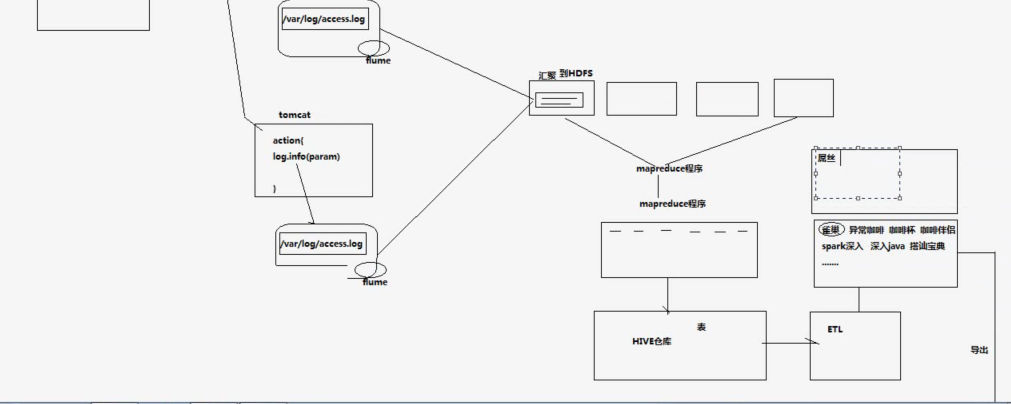 /var/log/access.log
flume
汇聚 到HDFS
tomcat
action{
log.info(param)
}
mapreduce程序
mapreduce程序
屌丝
/var/log/access.log
flume
雀巢 异常咖啡 咖啡杯 咖啡伴侣
spark深入 深入java 搭讪宝典
.......
表
HIVE仓库
ETL
导出